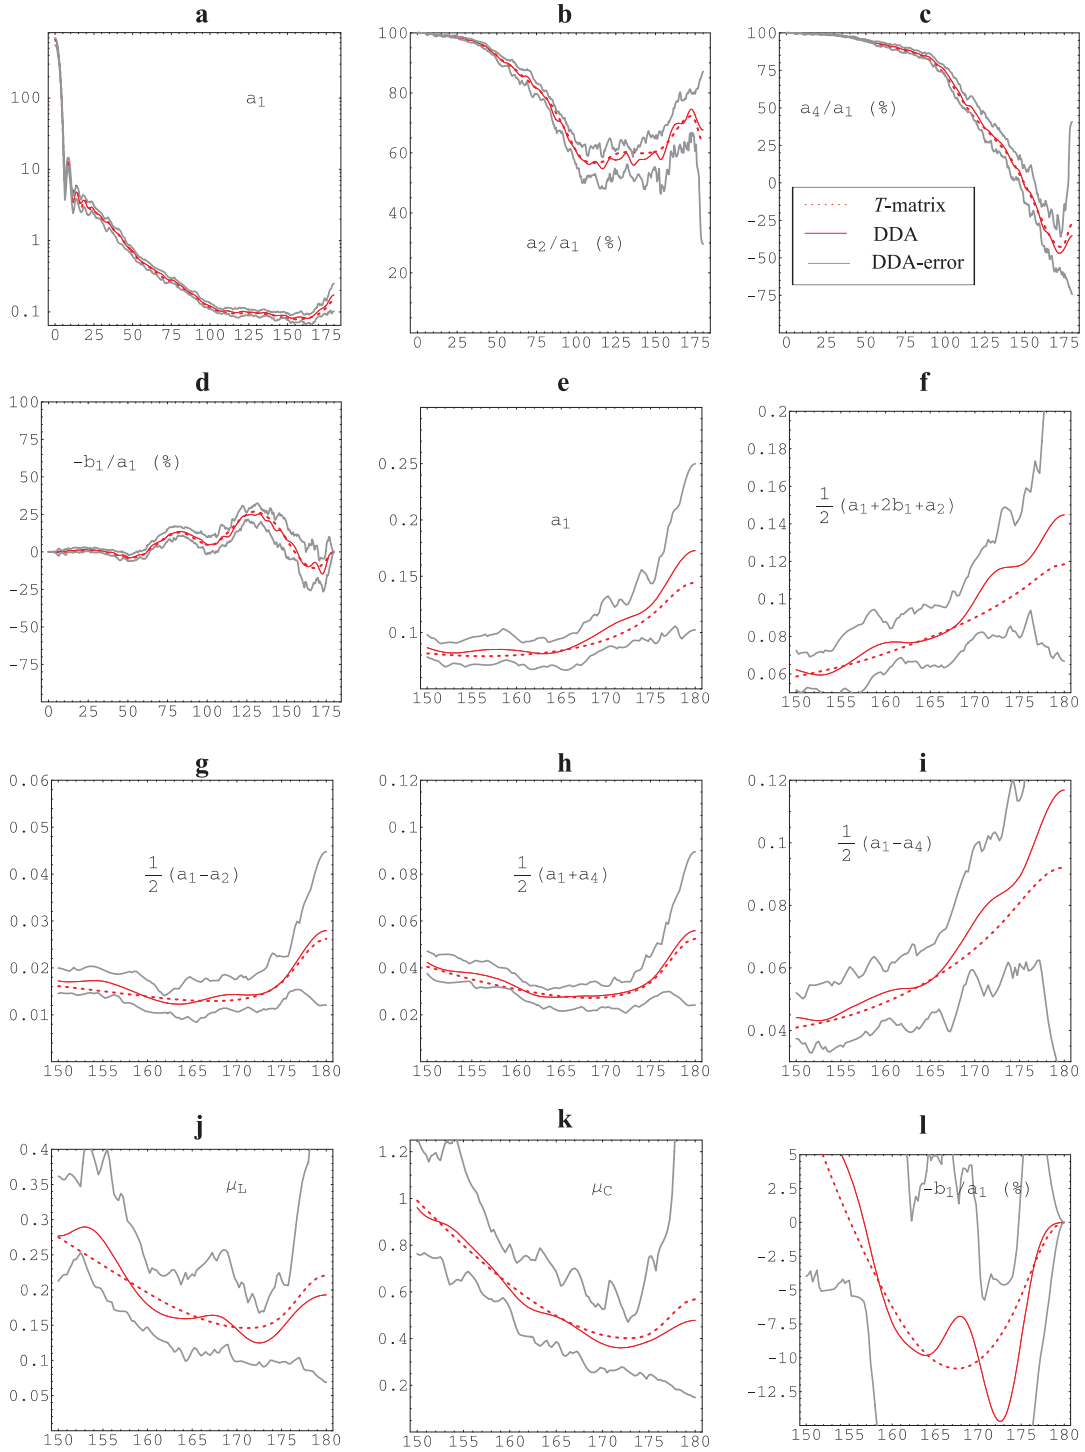 a
100
10
1
0.1
a1
0 25 50 75 100 125 150 175
b
100
80
60
40
20
a2/a1 (%)
0 25 50 75 100 125 150 175
c
100
75
50
25
0
-25
-50
-75
a4/a1 (%)
T-matrix
DDA
DDA-error
0 25 50 75 100 125 150 175
d
100
75
50
25
0
-25
-50
-75
-b1/a1 (%)
0 25 50 75 100 125 150 175
e
0.25
0.2
0.15
0.1
a1
150 155 160 165 170 175 180
f
0.2
0.18
0.16
0.14
0.12
0.1
0.08
0.06
1/2 (a1+2b1+a2)
150 155 160 165 170 175 180
g
0.06
0.05
0.04
0.03
0.02
0.01
1/2 (a1-a2)
150 155 160 165 170 175 180
h
0.12
0.1
0.08
0.06
0.04
0.02
1/2 (a1+a4)
150 155 160 165 170 175 180
i
0.12
0.1
0.08
0.06
0.04
1/2 (a1-a4)
150 155 160 165 170 175 180
j
0.4
0.35
0.3
0.25
0.2
0.15
0.1
0.05
μL
150 155 160 165 170 175 180
k
1.2
1
0.8
0.6
0.4
0.2
μC
150 155 160 165 170 175 180
l
5
2.5
0
-2.5
-5
-7.5
-10
-12.5
-b1/a1 (%)
150 155 160 165 170 175 180